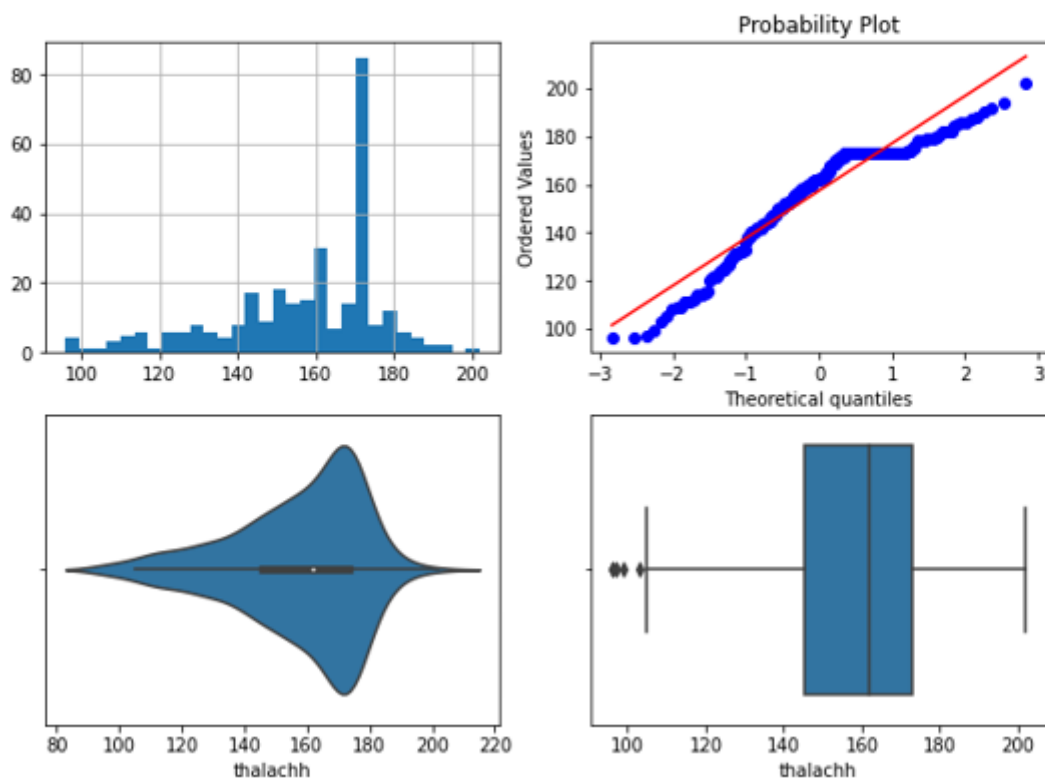 Probability Plot
80
60
40
20
0
100 120 140 160 180 200
Ordered Values
200
180
160
140
120
100
−3 −2 −1 0 1 2 3
Theoretical quantiles
80 100 120 140 160 180 200 220
thalachh
100 120 140 160 180 200
thalachh